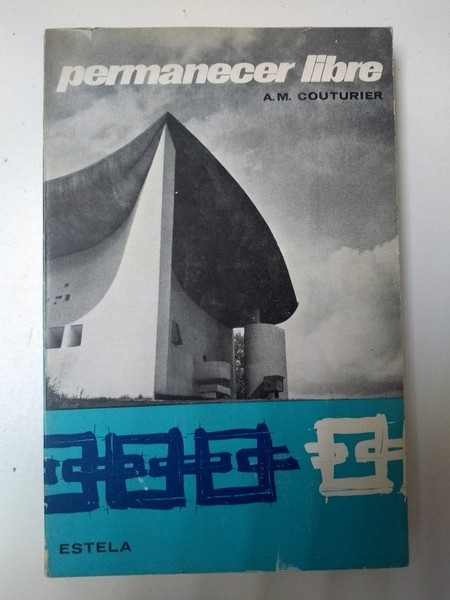 permanecer libre
A.M. COUTURIER
ESTELA